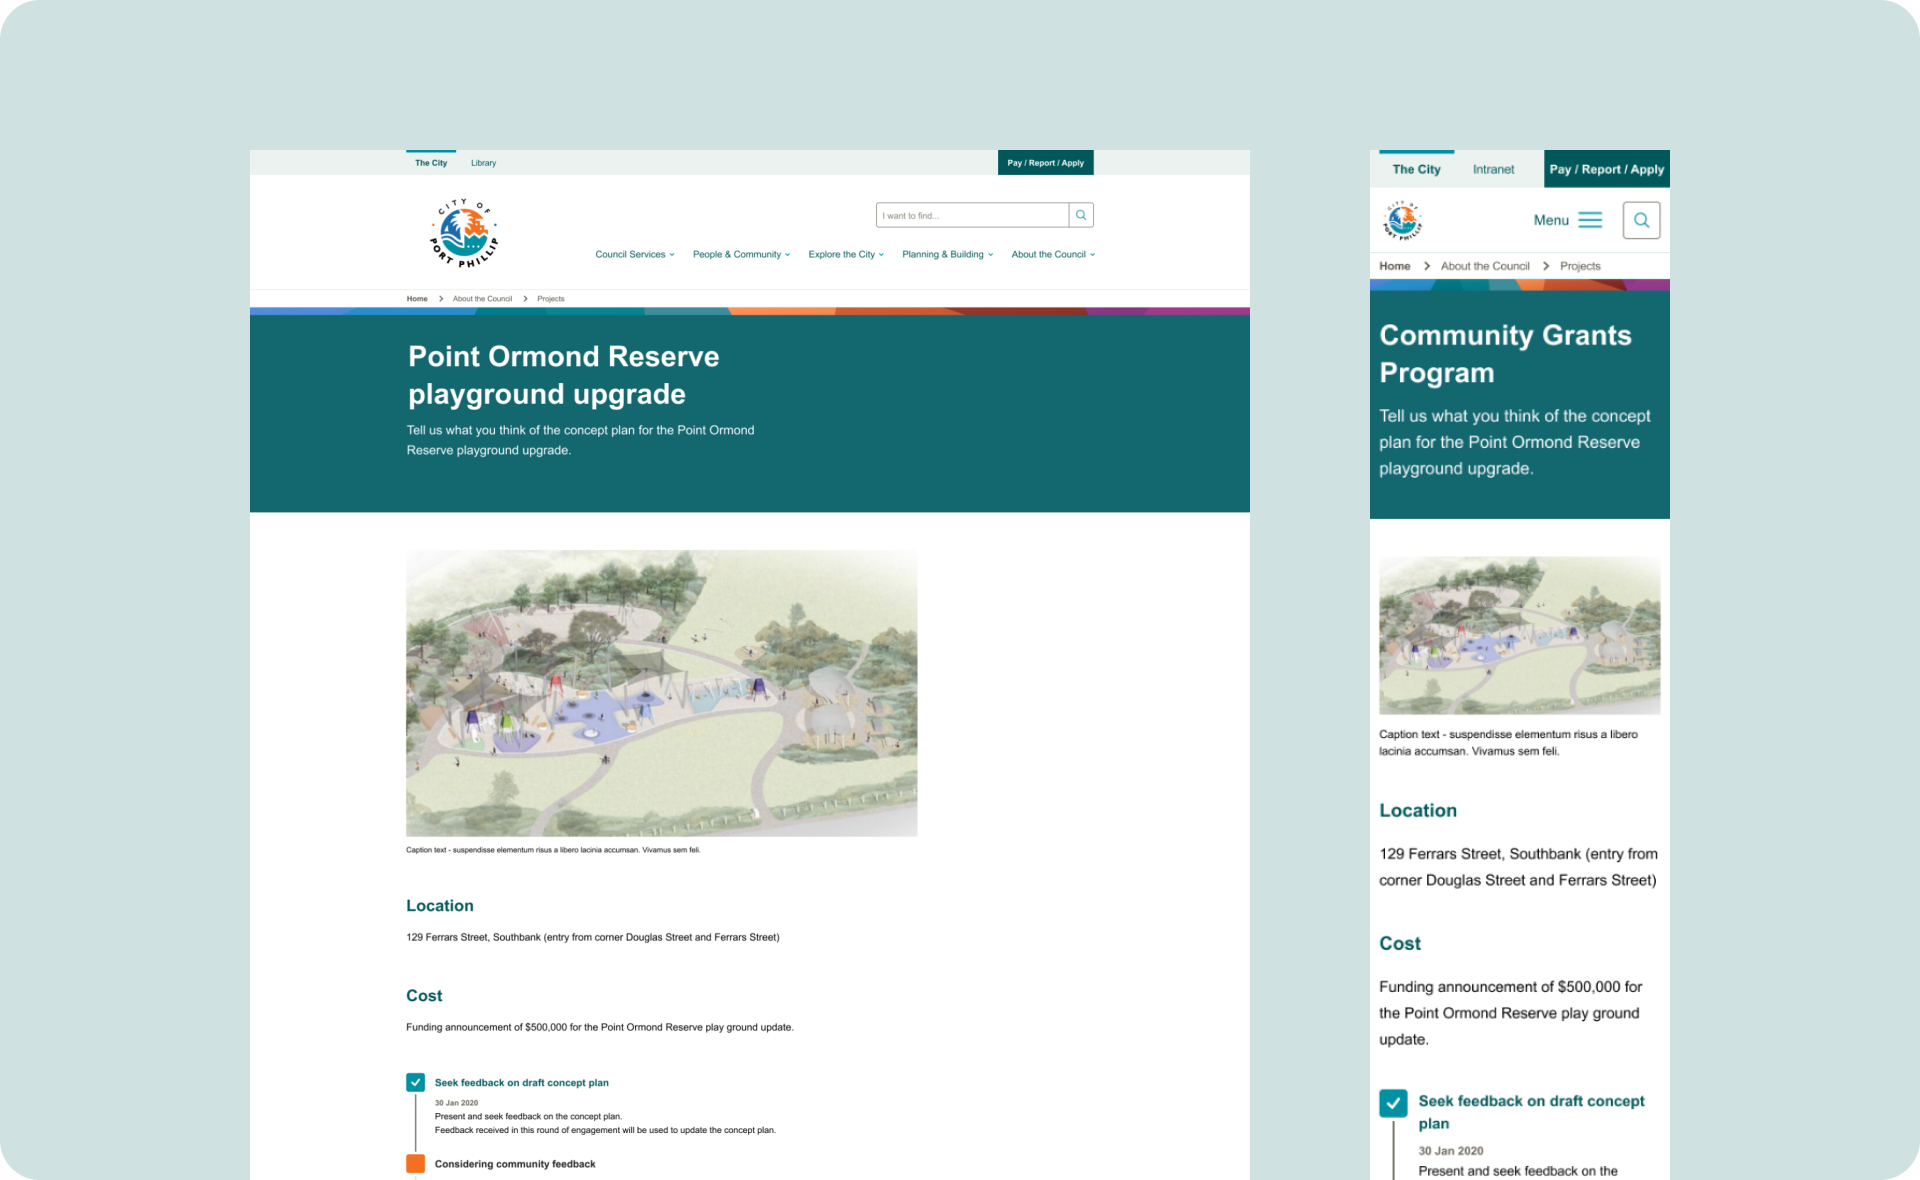 The City
Library
Pay / Report / Apply
CITY OF
PORT PHILLIP
I want to find...
Council Services
People & Community
Explore the City
Planning & Building
About the Council
Home
About the Council
Projects
Point Ormond Reserve
playground upgrade
Tell us what you think of the concept plan for the Point Ormond
Reserve playground upgrade.
Caption text - suspendisse elementum risus a libero lacinia accumsan. Vivamus sem feli.
Location
129 Ferrars Street, Southbank (entry from corner Douglas Street and Ferrars Street)
Cost
Funding announcement of $500,000 for the Point Ormond Reserve play ground update.
Seek feedback on draft concept plan
30 Jan 2020
Present and seek feedback on the concept plan.
Feedback received in this round of engagement will be used to update the concept plan.
Considering community feedback
The City
Intranet
Pay / Report / Apply
CITY OF
PORT PHILLIP
Menu
Home
About the Council
Projects
Community Grants
Program
Tell us what you think of the concept
plan for the Point Ormond Reserve
playground upgrade.
Caption text - suspendisse elementum risus a libero
lacinia accumsan. Vivamus sem feli.
Location
129 Ferrars Street, Southbank (entry from
corner Douglas Street and Ferrars Street)
Cost
Funding announcement of $500,000 for
the Point Ormond Reserve play ground
update.
Seek feedback on draft concept
plan
30 Jan 2020
Present and seek feedback on the